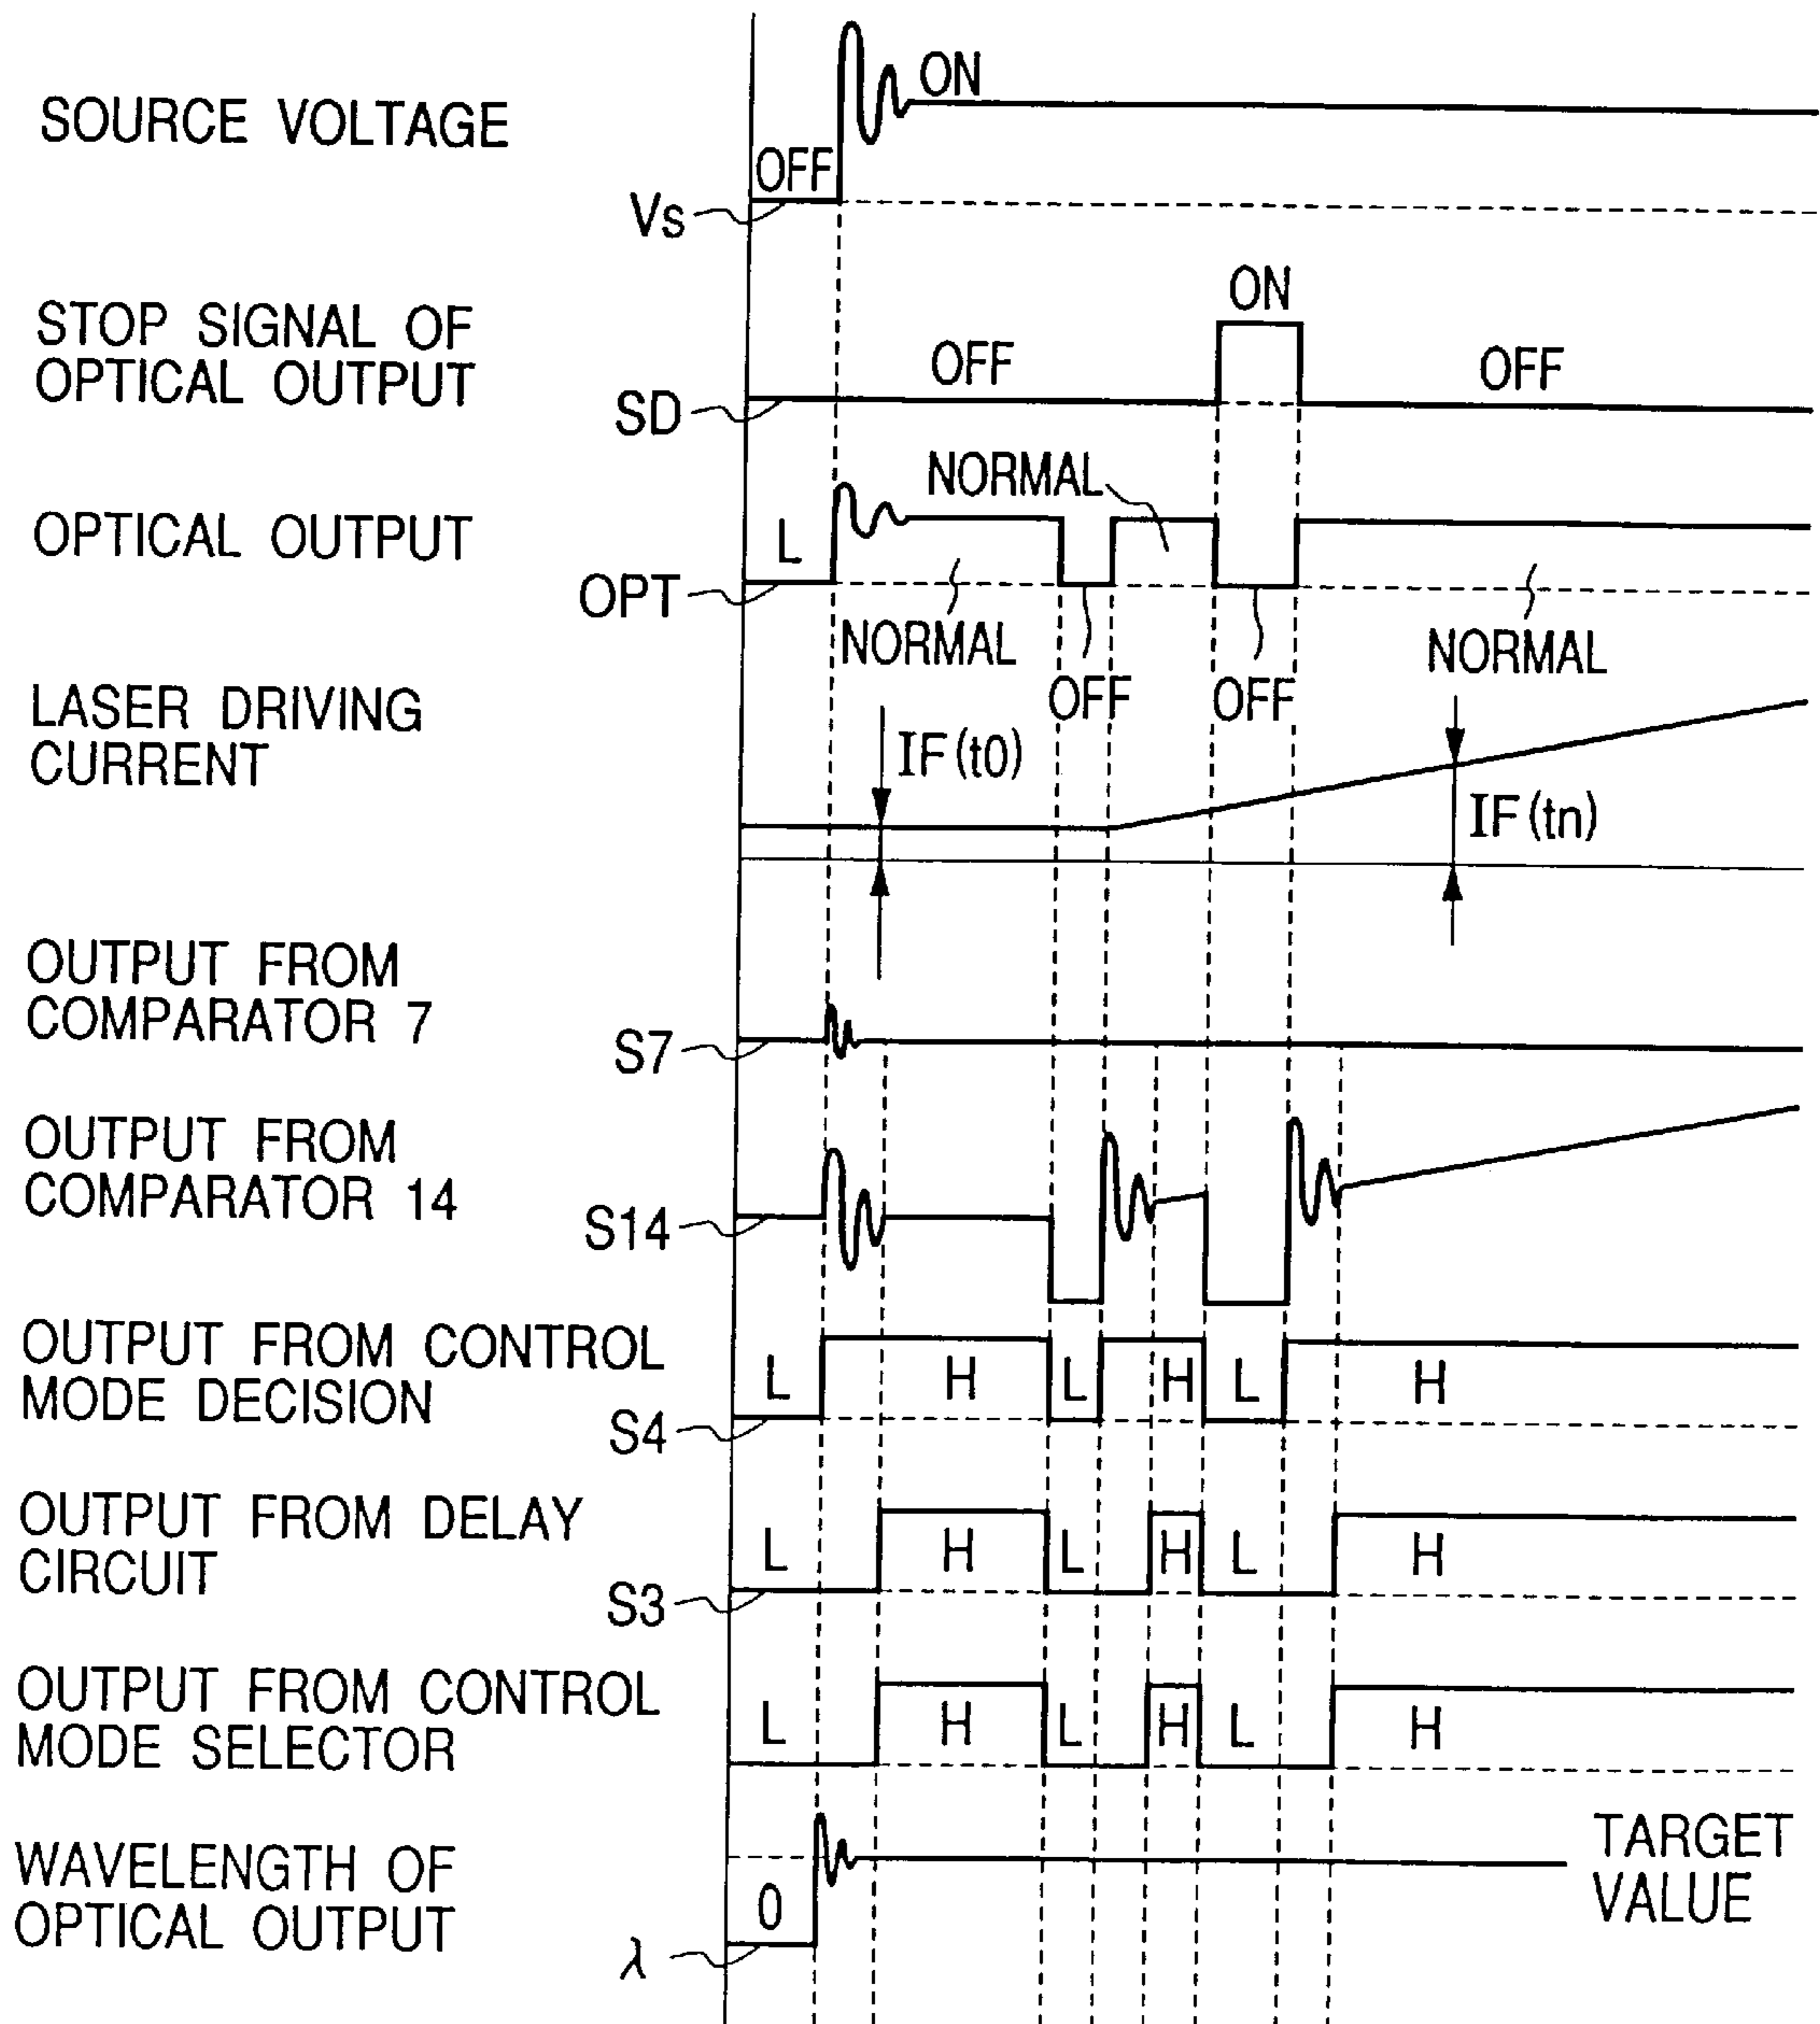 ON
SOURCE VOLTAGE
OFF
Vs
ON
STOP SIGNAL OF
OPTICAL OUTPUT
OFF
OFF
SD
NORMAL
OPTICAL OUTPUT
L
OPT
NORMAL
NORMAL
OFF
OFF
LASER DRIVING
CURRENT
IF(t0)
IF(tn)
OUTPUT FROM
COMPARATOR 7
S7
OUTPUT FROM
COMPARATOR 14
S14
OUTPUT FROM CONTROL
MODE DECISION
L H L H L H
S4
OUTPUT FROM DELAY
CIRCUIT
L H L H L H
S3
OUTPUT FROM CONTROL
MODE SELECTOR
L H L H L H
WAVELENGTH OF
OPTICAL OUTPUT
0
TARGET
VALUE
λ